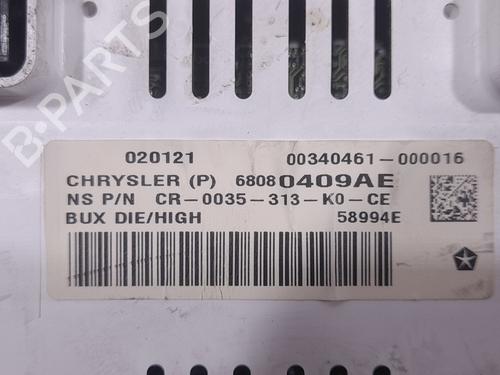 020121 00340461-000016
CHRYSLER (P) 68080409AE
NS P/N CR-0035-313-K0-CE
BUX DIE/HIGH 58994E
B-PARTS